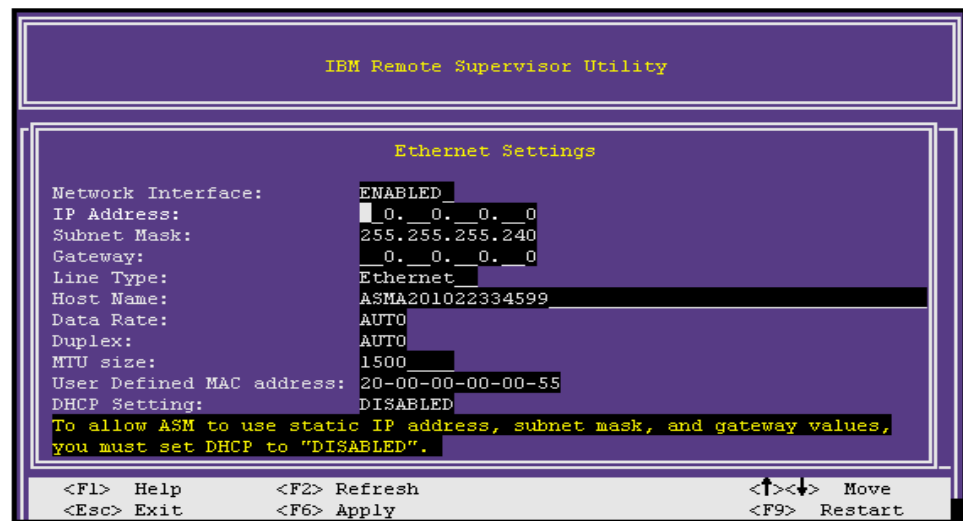 IBM Remote Supervisor Utility
Ethernet Settings
Network Interface: ENABLED_
IP Address: _0.__0.__0.__0
Subnet Mask: 255.255.255.240
Gateway: __0.__0.__0.__0
Line Type: Ethernet__
Host Name: ASMA201022334599
Data Rate: AUTO
Duplex: AUTO
MTU size: 1500____
User Defined MAC address: 20-00-00-00-00-55
DHCP Setting: DISABLED
To allow ASM to use static IP address, subnet mask, and gateway values,
you must set DHCP to "DISABLED".
<F1> Help <F2> Refresh <↑><↓> Move
<Esc> Exit <F6> Apply <F9> Restart